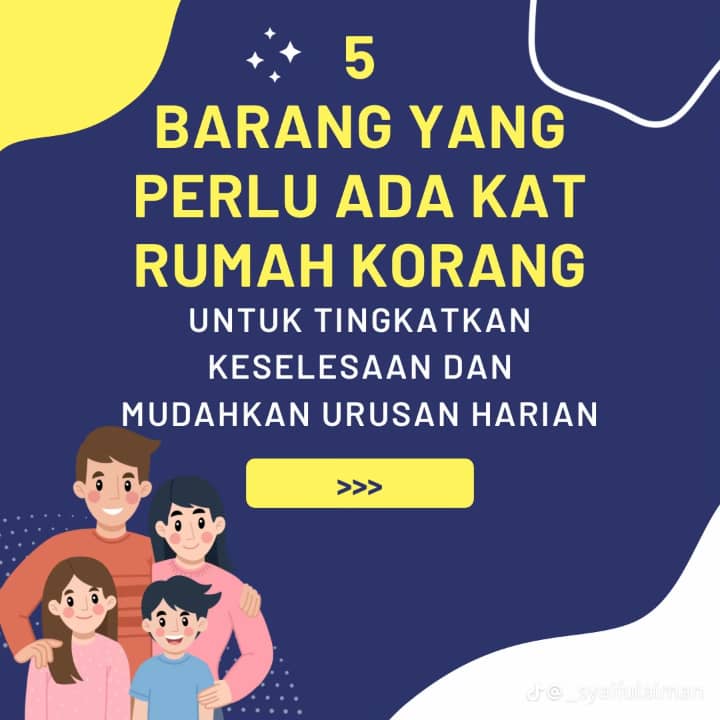 5
BARANG YANG
PERLU ADA KAT
RUMAH KORANG
UNTUK TINGKATKAN
KESELESAAN DAN
MUDAHKAN URUSAN HARIAN
>>>
@_syaifulaiman